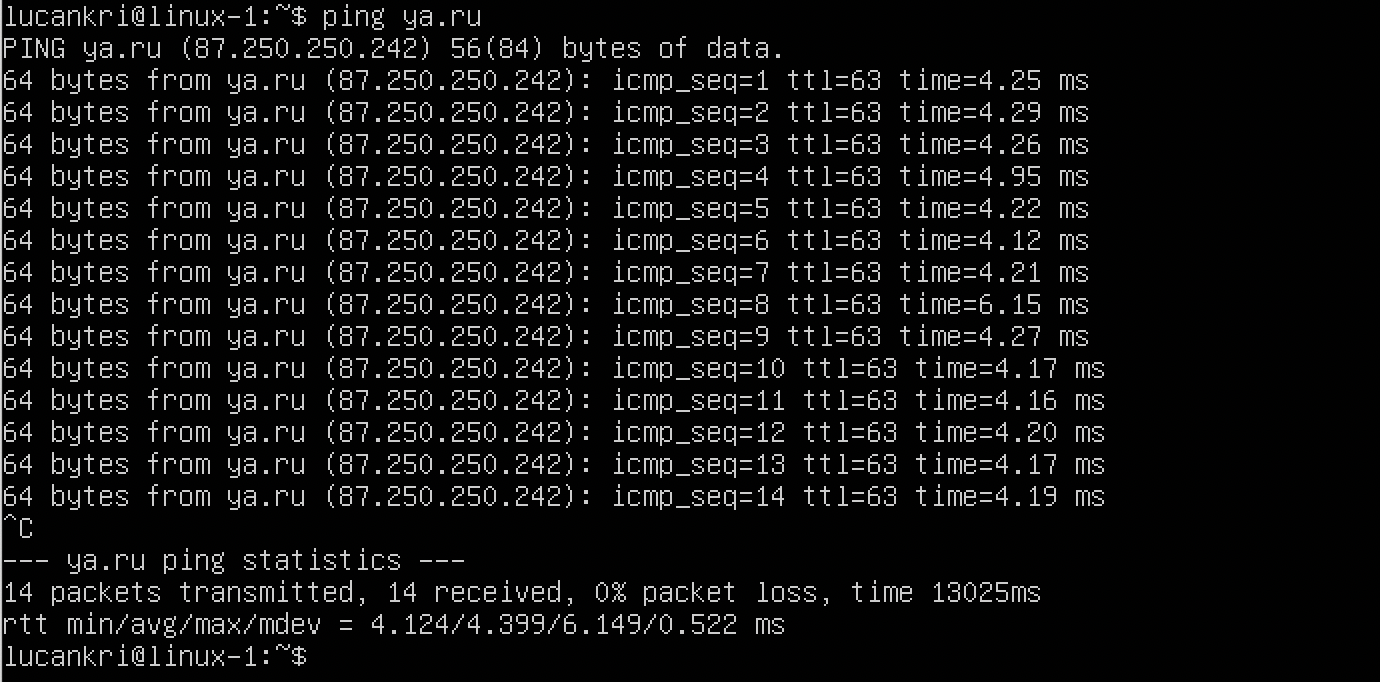 lucankri@linux-1:~$ ping ya.ru
PING ya.ru (87.250.250.242) 56(84) bytes of data.
64 bytes from ya.ru (87.250.250.242): icmp_seq=1 ttl=63 time=4.25 ms
64 bytes from ya.ru (87.250.250.242): icmp_seq=2 ttl=63 time=4.29 ms
64 bytes from ya.ru (87.250.250.242): icmp_seq=3 ttl=63 time=4.26 ms
64 bytes from ya.ru (87.250.250.242): icmp_seq=4 ttl=63 time=4.95 ms
64 bytes from ya.ru (87.250.250.242): icmp_seq=5 ttl=63 time=4.22 ms
64 bytes from ya.ru (87.250.250.242): icmp_seq=6 ttl=63 time=4.12 ms
64 bytes from ya.ru (87.250.250.242): icmp_seq=7 ttl=63 time=4.21 ms
64 bytes from ya.ru (87.250.250.242): icmp_seq=8 ttl=63 time=6.15 ms
64 bytes from ya.ru (87.250.250.242): icmp_seq=9 ttl=63 time=4.27 ms
64 bytes from ya.ru (87.250.250.242): icmp_seq=10 ttl=63 time=4.17 ms
64 bytes from ya.ru (87.250.250.242): icmp_seq=11 ttl=63 time=4.16 ms
64 bytes from ya.ru (87.250.250.242): icmp_seq=12 ttl=63 time=4.20 ms
64 bytes from ya.ru (87.250.250.242): icmp_seq=13 ttl=63 time=4.17 ms
64 bytes from ya.ru (87.250.250.242): icmp_seq=14 ttl=63 time=4.19 ms
^C
--- ya.ru ping statistics ---
14 packets transmitted, 14 received, 0% packet loss, time 13025ms
rtt min/avg/max/mdev = 4.124/4.399/6.149/0.522 ms
lucankri@linux-1:~$